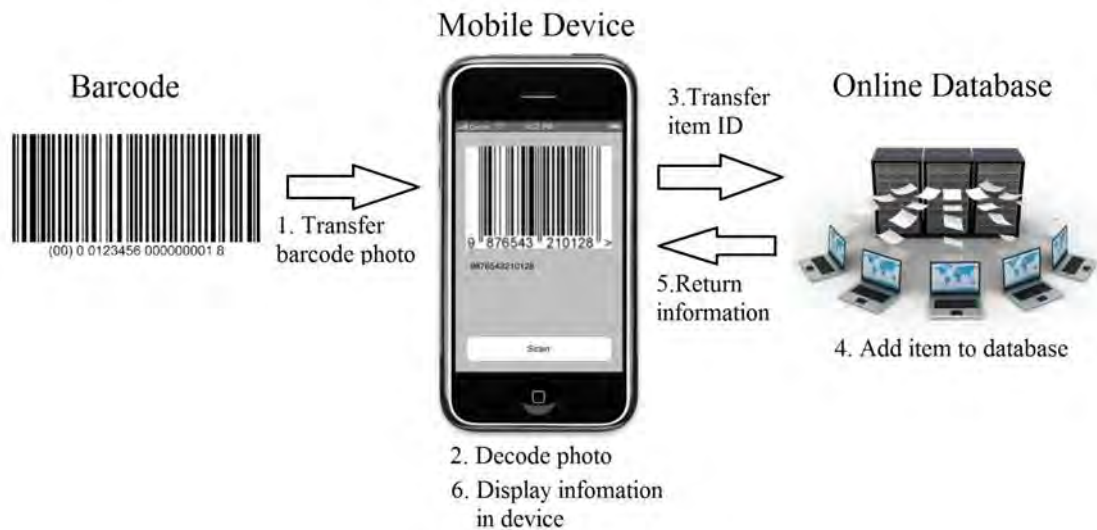 Mobile Device
Barcode
Online Database
(00) 0 0123456 000000001 8
1. Transfer
barcode photo
9 876543 210128 >
9876543210128
Scan
2. Decode photo
6. Display infomation
in device
3.Transfer
item ID
5.Return
information
4. Add item to database